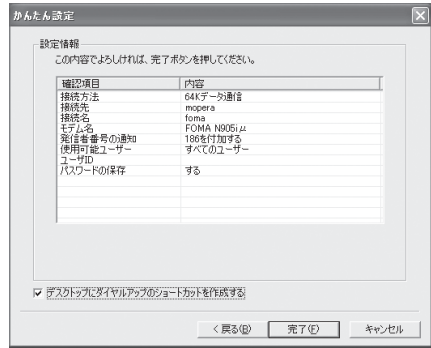 かんたん設定
設定情報
この内容でよろしければ、完了ボタンを押してください。
確認項目 内容
接続方法 64Kデータ通信
接続先 mopera
接続名 foma
モデム名 FOMA N905iμ
発信者番号の通知 186を付加する
使用可能ユーザー すべてのユーザー
ユーザID
パスワードの保存 する
デスクトップにダイヤルアップのショートカットを作成する
< 戻る(B) 完了(F) キャンセル